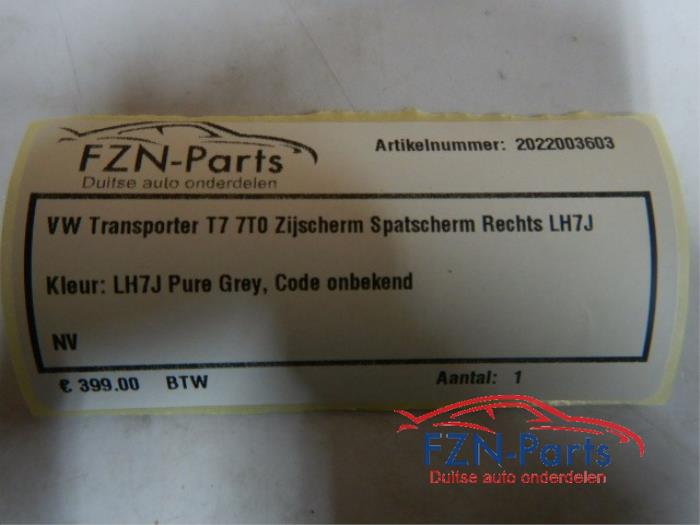 FZN-Parts
Duitse auto onderdelen
Artikelnummer: 2022003603
VW Transporter T7 7T0 Zijscherm Spatscherm Rechts LH7J
Kleur: LH7J Pure Grey, Code onbekend
NV
€ 399.00 BTW
Aantal: 1
FZN-Parts
Duitse auto onderdelen